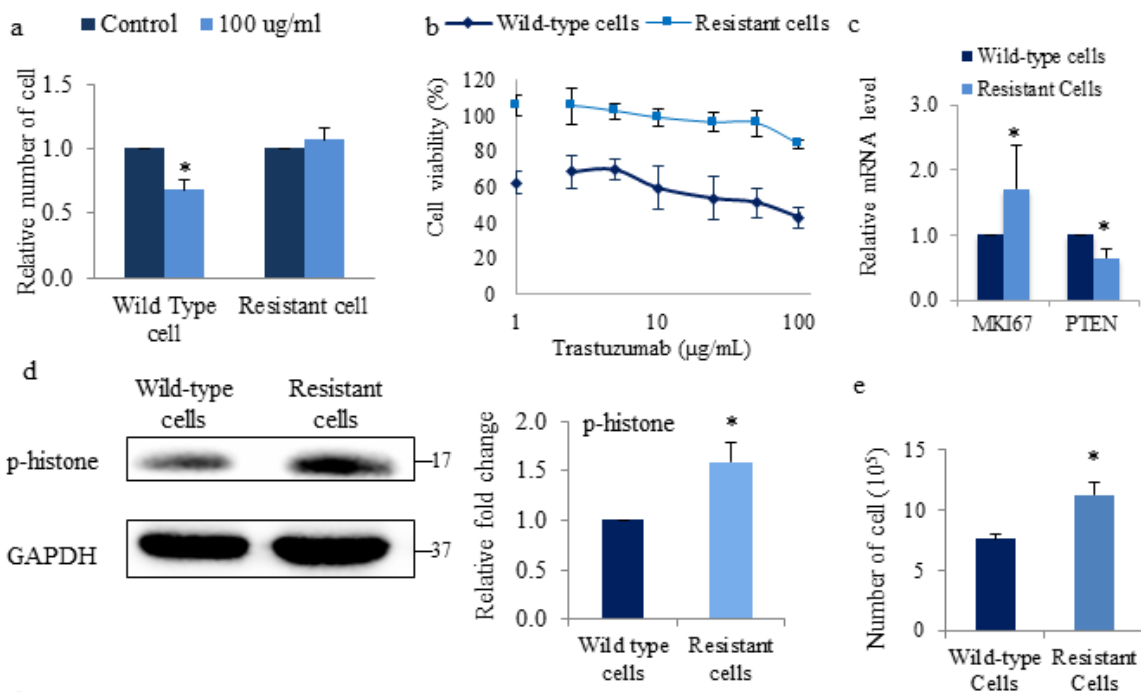 a
Control
100 ug/ml
Relative number of cell
1.5
1.0
0.5
0.0
*
Wild Type
cell
Resistant cell
b
Wild-type cells
Resistant cells
Cell viability (%)
120
100
80
60
40
20
0
1
10
100
Trastuzumab (µg/mL)
c
Wild-type cells
Resistant Cells
Relative mRNA level
3.0
2.0
1.0
0.0
*
*
MKI67
PTEN
d
Wild-type
cells
Resistant
cells
p-histone
17
GAPDH
37
Relative fold change
2.0
1.5
1.0
0.5
0.0
p-histone
*
Wild type
cells
Resistant
cells
e
Number of cell (10⁵)
15
10
5
0
*
Wild-type
Cells
Resistant
Cells